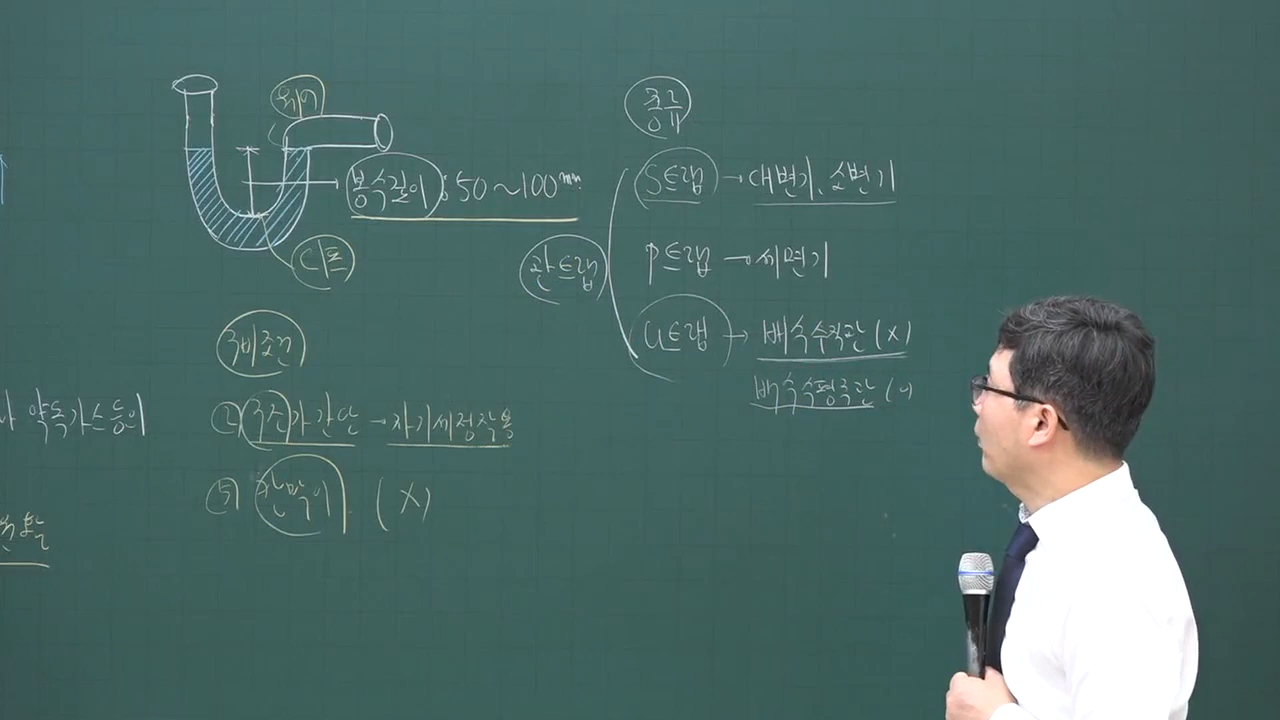 웨어
봉수깊이 : 50~100mm
디프
구비조건
① 구조가 간단 → 자기세정작용
칸막이 (X)
약독가스 등이
종류
관트랩
S트랩 → 대변기, 소변기
P트랩 → 세면기
U트랩 → 배수수직관 (X)
배수수평주관 (